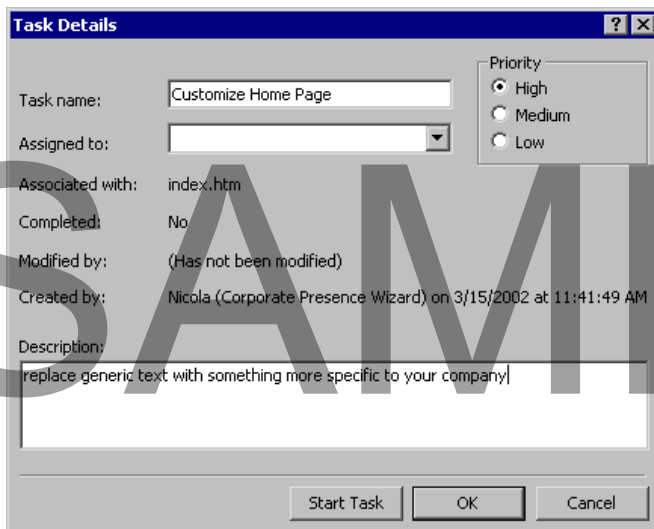 Task Details
Priority
Task name: Customize Home Page
High
Medium
Assigned to:
Low
Associated with: index.htm
Completed: No
Modified by: (Has not been modified)
Created by: Nicola (Corporate Presence Wizard) on 3/15/2002 at 11:41:49 AM
Description:
replace generic text with something more specific to your company
Start Task OK Cancel